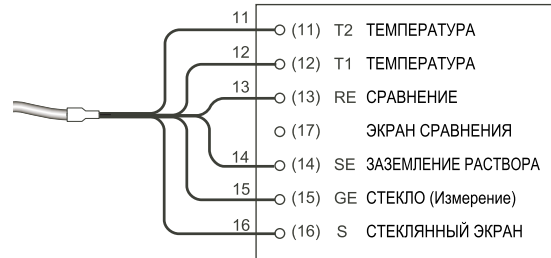 11 (11) T2 ТЕМПЕРАТУРА
12 (12) T1 ТЕМПЕРАТУРА
13 (13) RE СРАВНЕНИЕ
(17) ЭКРАН СРАВНЕНИЯ
14 (14) SE ЗАЗЕМЛЕНИЕ РАСТВОРА
15 (15) GE СТЕКЛО (Измерение)
16 (16) S СТЕКЛЯННЫЙ ЭКРАН